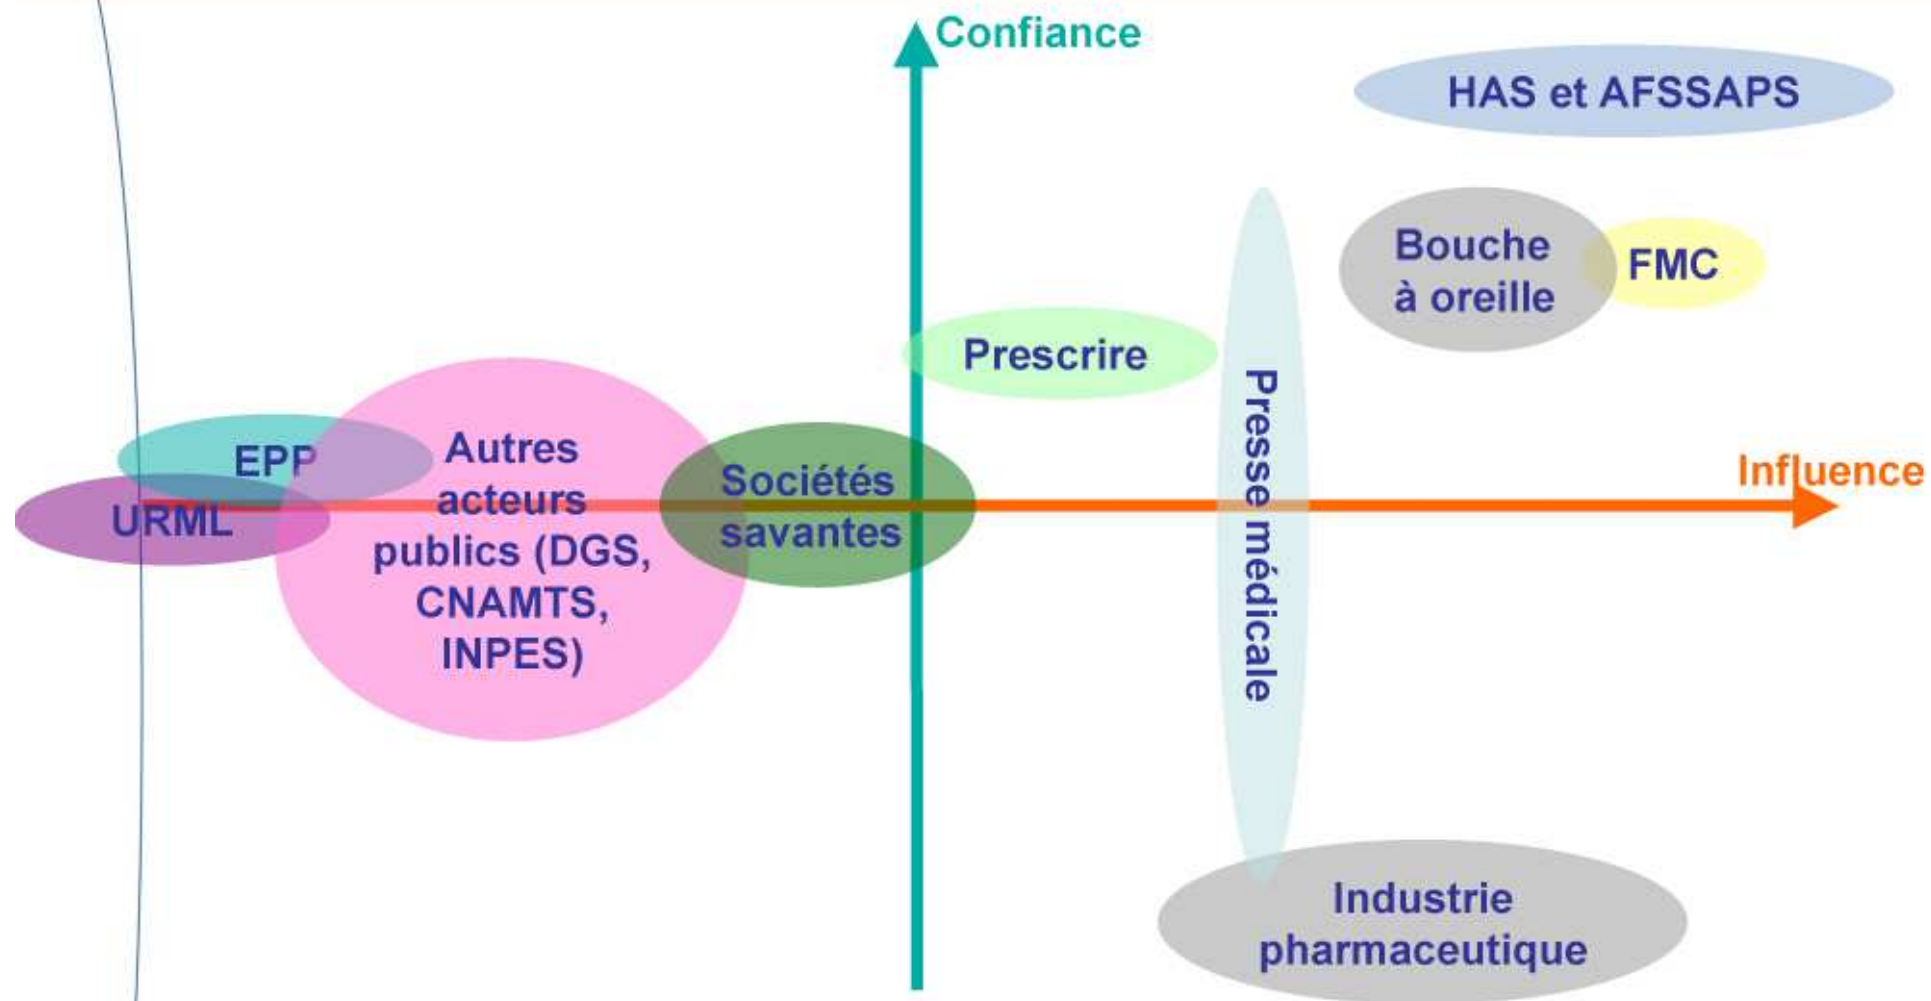 Confiance
HAS et AFSSAPS
Bouche
à oreille
FMC
Prescrire
Presse médicale
Influence
EPP
URML
Autres
acteurs
publics (DGS,
CNAMTS,
INPES)
Sociétés
savantes
Industrie
pharmaceutique